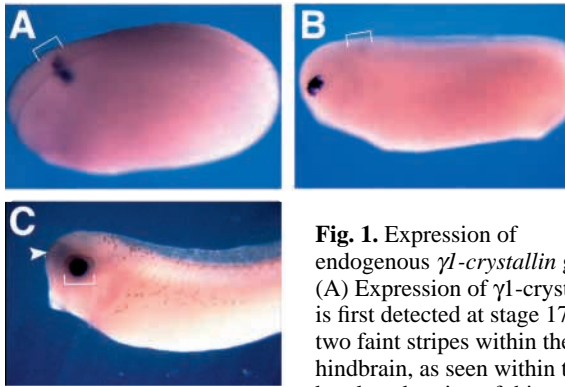 A
B
C
Fig. 1. Expression of
endogenous γ1-crystallin
(A) Expression of γ1-cryst
is first detected at stage 17
two faint stripes within the
hindbrain, as seen within t